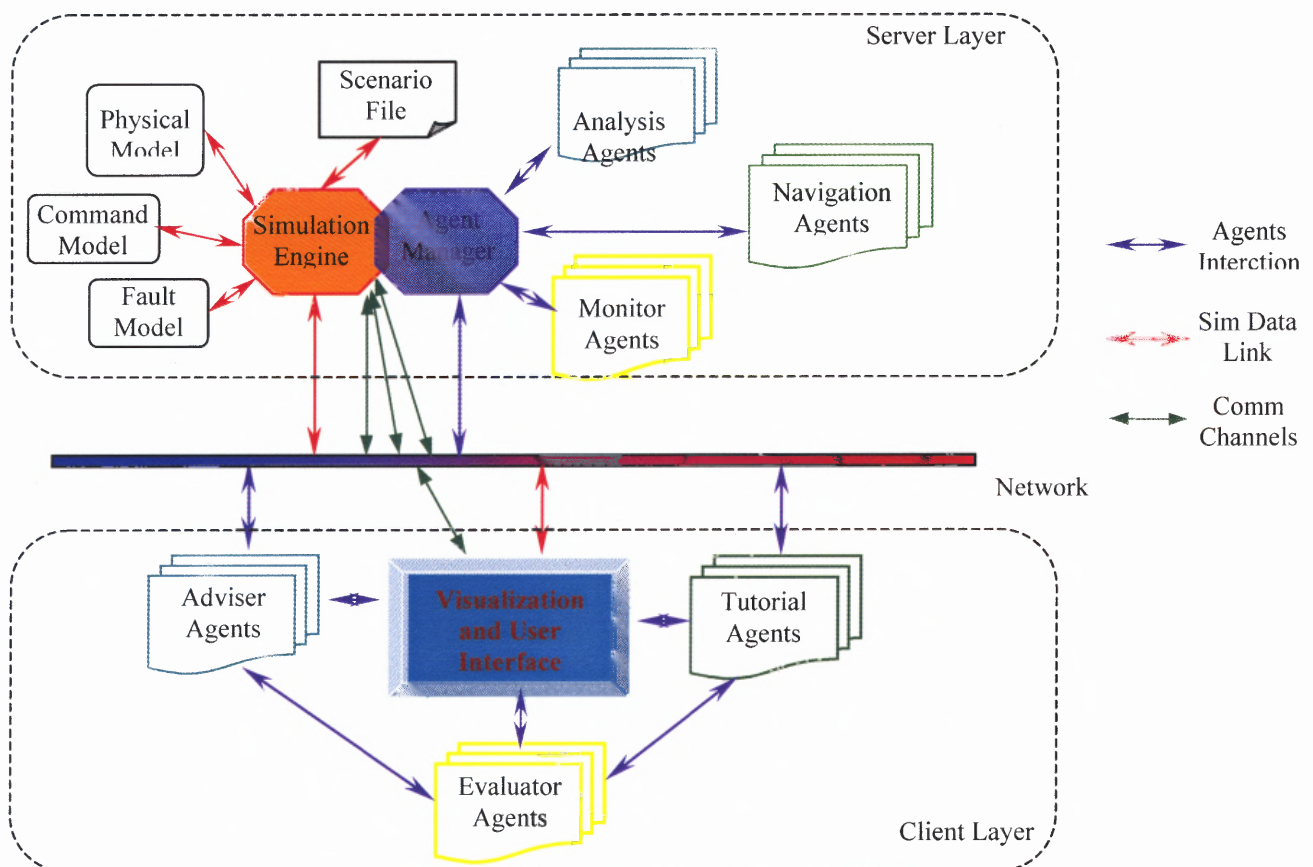 Server Layer
Scenario
File
Physical
Model
Analysis
Agents
Navigation
Agents
Command
Model
Simulation
Engine
Agent
Manager
Fault
Model
Monitor
Agents
Agents
Interction
Sim Data
Link
Comm
Channels
Network
Adviser
Agents
Visualization
and User
Interface
Tutorial
Agents
Evaluator
Agents
Client Layer